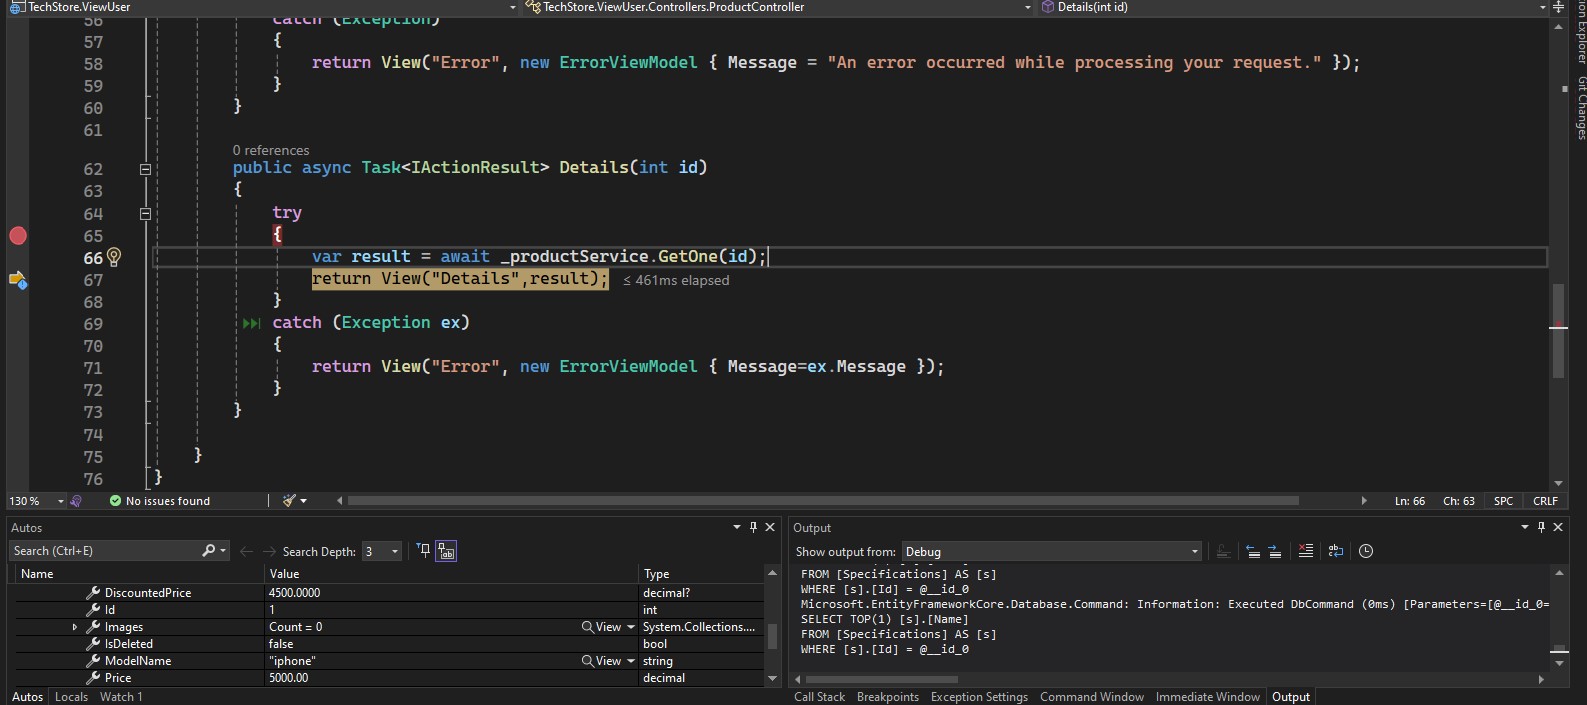 TechStore.ViewUser
TechStore.ViewUser.Controllers.ProductController
Details(int id)
56 catch (Exception)
57 {
58 return View("Error", new ErrorViewModel { Message = "An error occurred while processing your request." });
59 }
60 }
61
0 references
62 public async Task<IActionResult> Details(int id)
63 {
64 try
65 {
66 var result = await _productService.GetOne(id);
67 return View("Details",result); ≤ 461ms elapsed
68 }
69 catch (Exception ex)
70 {
71 return View("Error", new ErrorViewModel { Message=ex.Message });
72 }
73 }
74
75 }
76 }
Git Changes
130 % No issues found Ln: 66 Ch: 63 SPC CRLF
Autos
Search (Ctrl+E) Search Depth: 3
Name Value Type
DiscountedPrice 4500.0000 decimal?
Id 1 int
Images Count = 0 View System.Collections....
IsDeleted false bool
ModelName "iphone" View string
Price 5000.00 decimal
Autos Locals Watch 1
Output
Show output from: Debug
FROM [Specifications] AS [s]
WHERE [s].[Id] = @__id_0
Microsoft.EntityFrameworkCore.Database.Command: Information: Executed DbCommand (0ms) [Parameters=[@__id_0=
SELECT TOP(1) [s].[Name]
FROM [Specifications] AS [s]
WHERE [s].[Id] = @__id_0
Call Stack Breakpoints Exception Settings Command Window Immediate Window Output